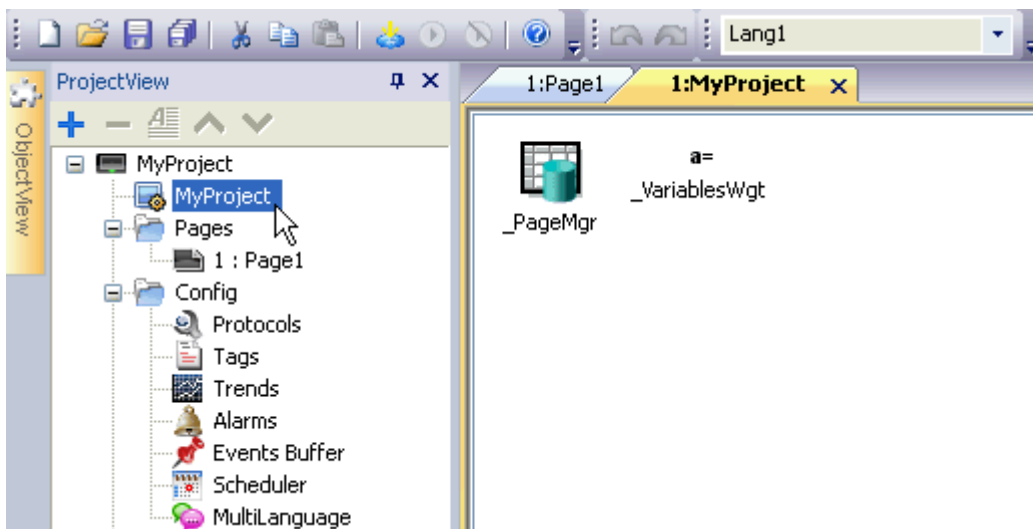 Lang1
ProjectView
1:Page1
1:MyProject
ObjectView
MyProject
MyProject
Pages
1 : Page1
Config
Protocols
Tags
Trends
Alarms
Events Buffer
Scheduler
MultiLanguage
_PageMgr
a=
_VariablesWgt